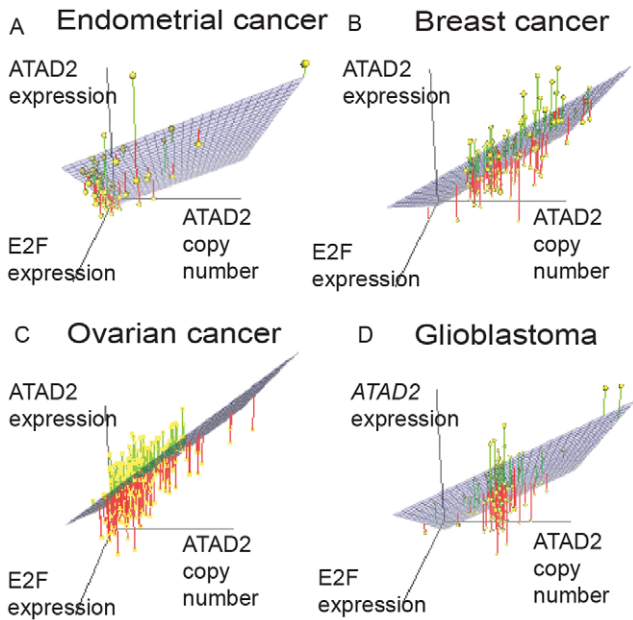 A Endometrial cancer
ATAD2
expression
E2F
expression
ATAD2
copy
number
B Breast cancer
ATAD2
expression
E2F
expression
ATAD2
copy
number
C Ovarian cancer
ATAD2
expression
E2F
expression
ATAD2
copy
number
D Glioblastoma
ATAD2
expression
E2F
expression
ATAD2
copy
number